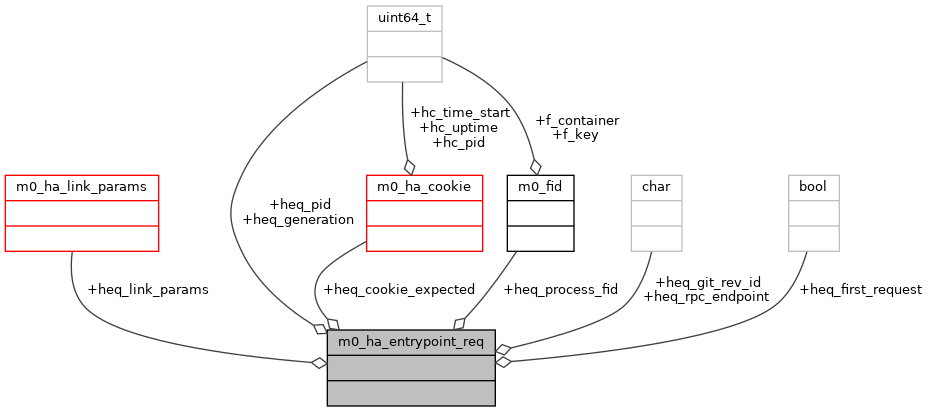 uint64_t
+hc_time_start
+hc_uptime
+hc_pid
+f_container
+f_key
m0_ha_link_params
m0_ha_cookie
m0_fid
char
bool
+heq_pid
+heq_generation
+heq_link_params
+heq_cookie_expected
+heq_process_fid
+heq_git_rev_id
+heq_rpc_endpoint
+heq_first_request
m0_ha_entrypoint_req